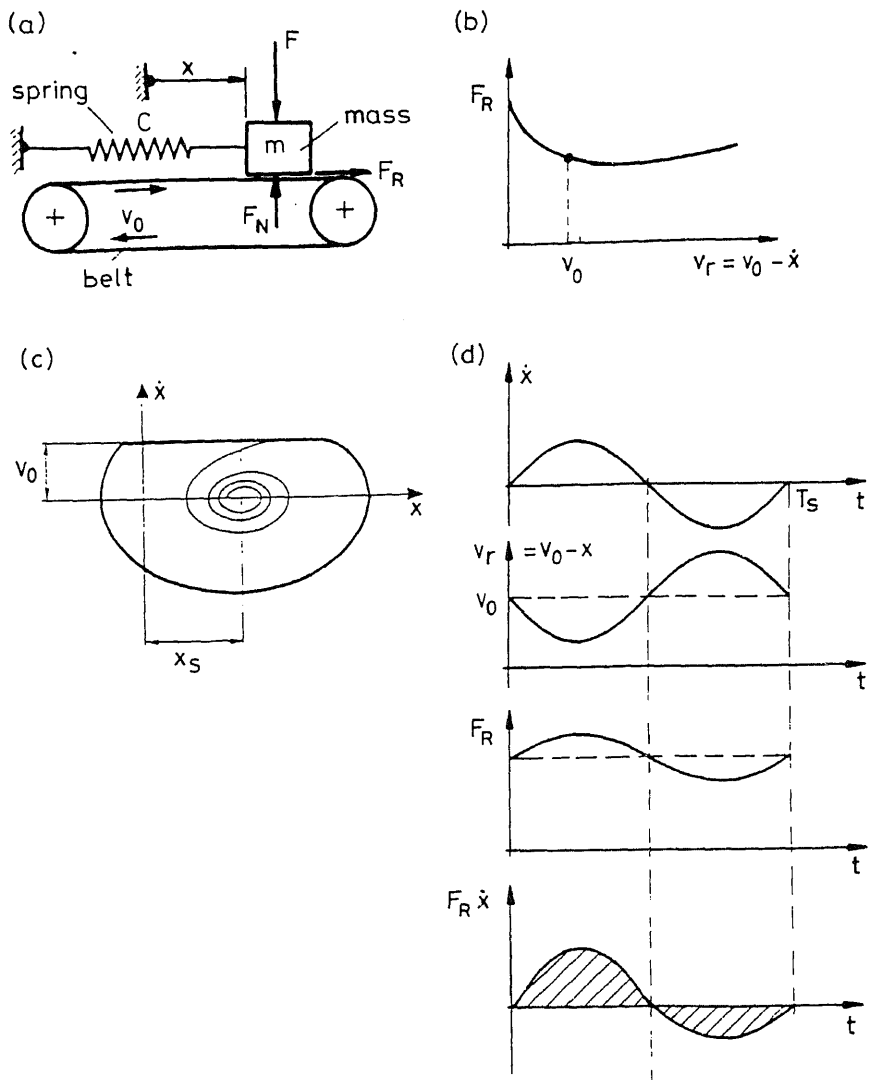 (a)
F
x
spring
C
mass
m
F_R
v_0
F_N
+
+
belt
(b)
F_R
v_0
v_r = v_0 - ẋ
(c)
ẋ
v_0
x
x_s
(d)
ẋ
T_s
t
v_r = v_0 - x
v_0
t
F_R
t
F_R ẋ
t